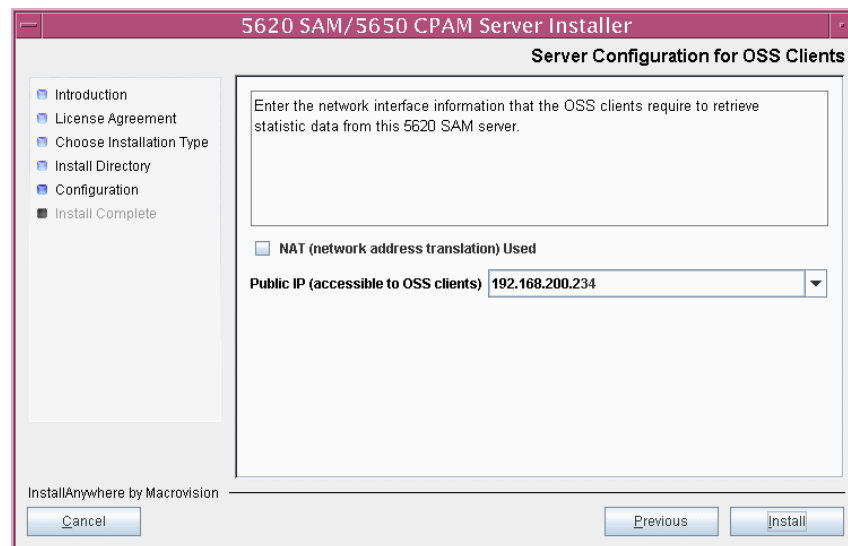 5620 SAM/5650 CPAM Server Installer
Server Configuration for OSS Clients
Introduction
License Agreement
Choose Installation Type
Install Directory
Configuration
Install Complete
Enter the network interface information that the OSS clients require to retrieve
statistic data from this 5620 SAM server.
NAT (network address translation) Used
Public IP (accessible to OSS clients) 192.168.200.234
InstallAnywhere by Macrovision
Cancel Previous Install